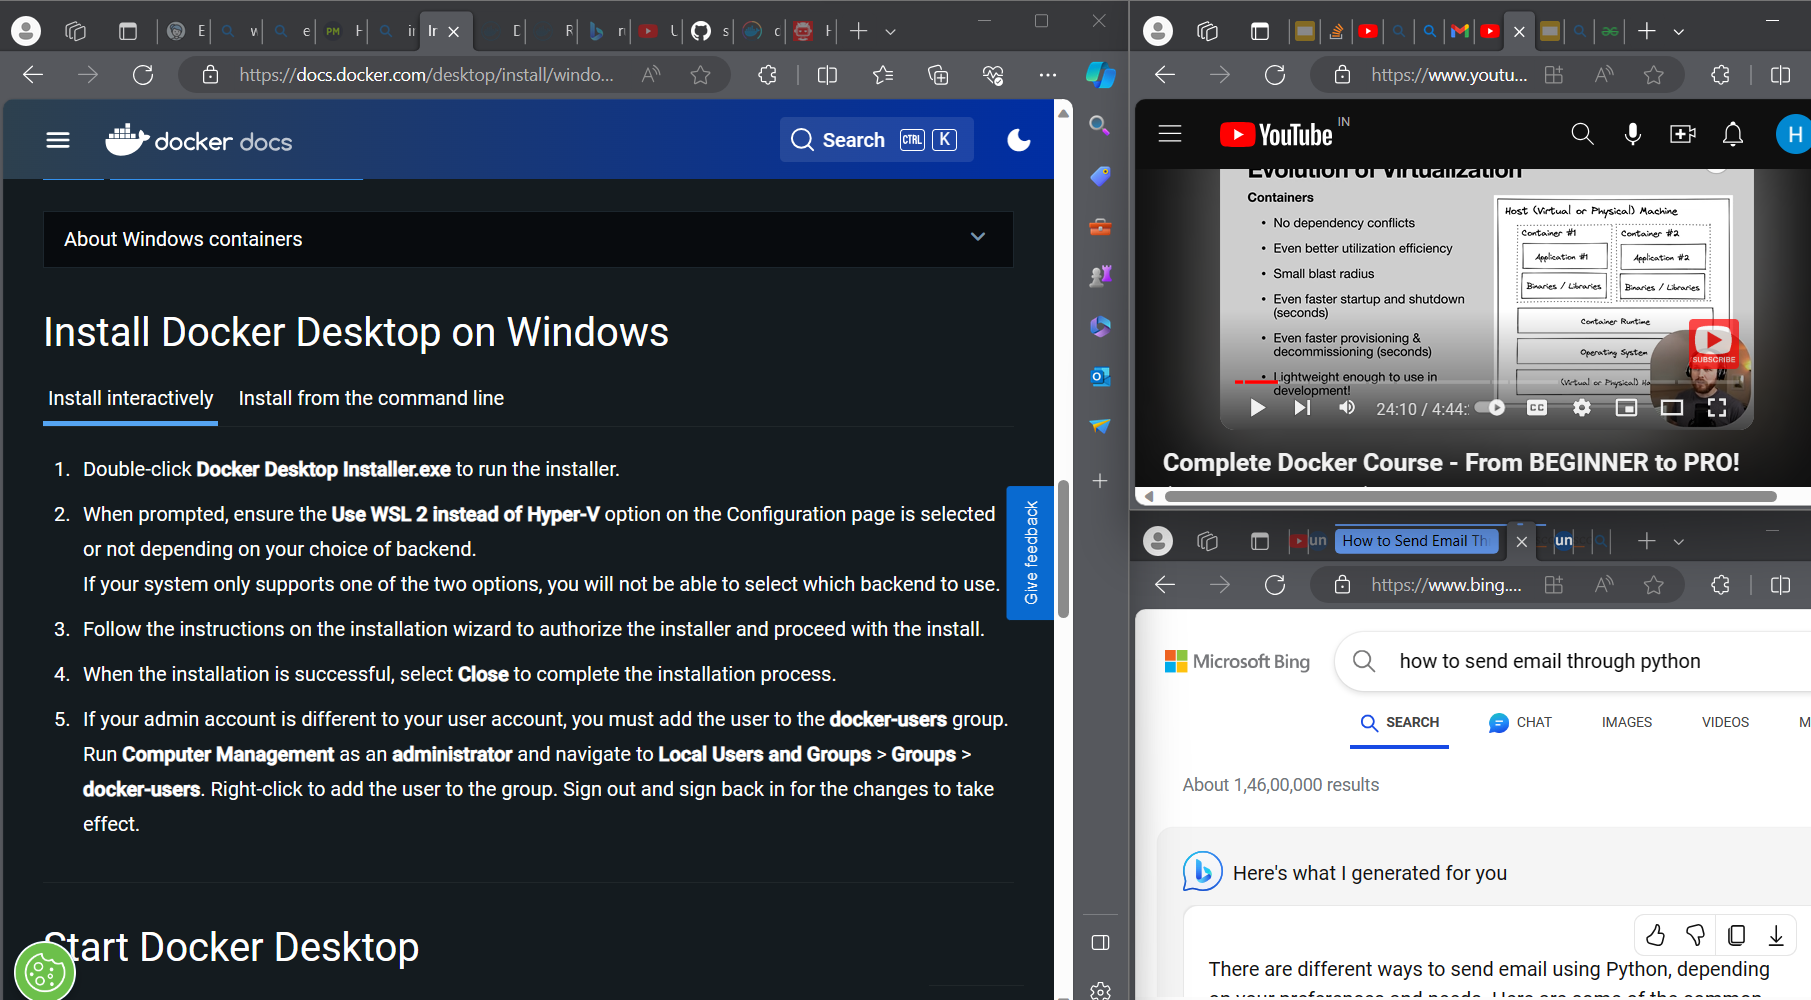 https://docs.docker.com/desktop/install/windo...
docker docs
Search CTRL K
About Windows containers
Install Docker Desktop on Windows
Install interactively
Install from the command line
1. Double-click Docker Desktop Installer.exe to run the installer.
2. When prompted, ensure the Use WSL 2 instead of Hyper-V option on the Configuration page is selected
or not depending on your choice of backend.
If your system only supports one of the two options, you will not be able to select which backend to use.
3. Follow the instructions on the installation wizard to authorize the installer and proceed with the install.
4. When the installation is successful, select Close to complete the installation process.
5. If your admin account is different to your user account, you must add the user to the docker-users group.
Run Computer Management as an administrator and navigate to Local Users and Groups > Groups >
docker-users. Right-click to add the user to the group. Sign out and sign back in for the changes to take
effect.
Give feedback
Start Docker Desktop
https://www.youtu...
YouTube IN
H
Evolution of Virtualization
Containers
• No dependency conflicts
• Even better utilization efficiency
• Small blast radius
• Even faster startup and shutdown
(seconds)
• Even faster provisioning &
decommissioning (seconds)
• Lightweight enough to use in
development!
Host (Virtual or Physical) Machine
Container #1
Container #2
Application #1
Application #2
Binaries / Libraries
Binaries / Libraries
Container Runtime
Operating System
(Virtual or Physical)
SUBSCRIBE
24:10 / 4:44:
CC
Complete Docker Course - From BEGINNER to PRO!
un
How to Send Email Th
un
https://www.bing....
Microsoft Bing
how to send email through python
SEARCH
CHAT
IMAGES
VIDEOS
M
About 1,46,00,000 results
Here's what I generated for you
There are different ways to send email using Python, depending
on your preferences and needs. Here are some of the common